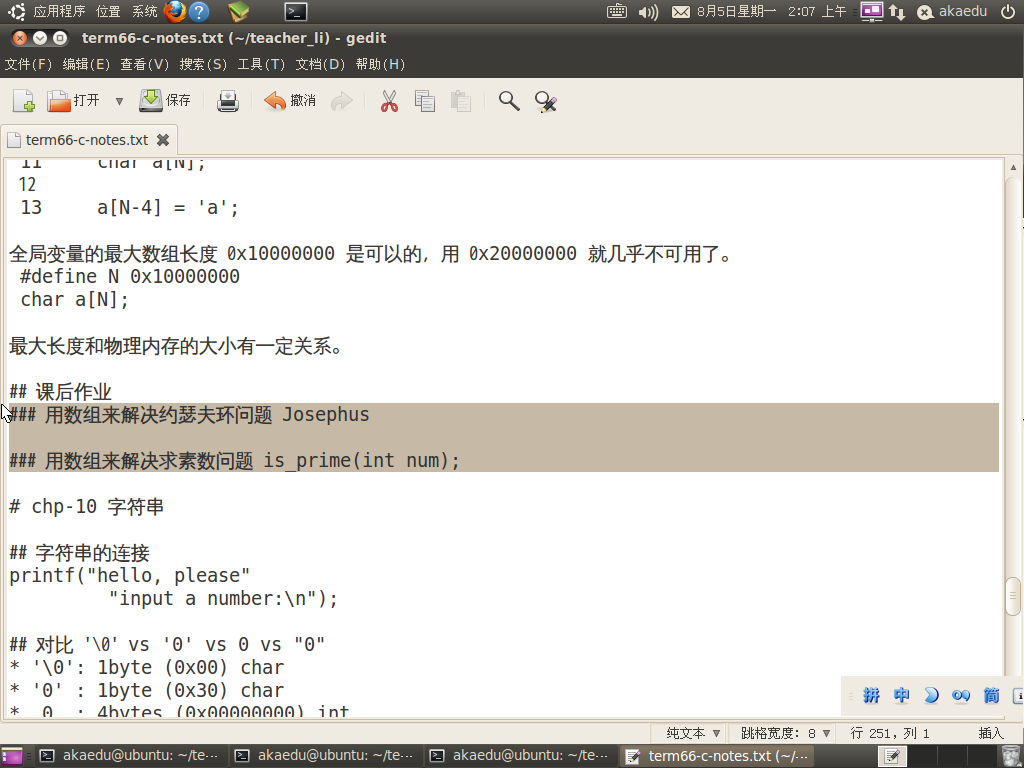 应用程序 位置 系统 8月5日星期一 2:07 上午 akaedu
term66-c-notes.txt (~/teacher_li) - gedit
文件(F) 编辑(E) 查看(V) 搜索(S) 工具(T) 文档(D) 帮助(H)
打开 保存 撤消
term66-c-notes.txt
11 char a[N];
12
13 a[N-4] = 'a';
全局变量的最大数组长度 0x10000000 是可以的，用 0x20000000 就几乎不可用了。
#define N 0x10000000
char a[N];
最大长度和物理内存的大小有一定关系。
## 课后作业
### 用数组来解决约瑟夫环问题 Josephus
### 用数组来解决求素数问题 is_prime(int num);
# chp-10 字符串
## 字符串的连接
printf("hello, please"
"input a number:\n");
## 对比 '\0' vs '0' vs 0 vs "0"
* '\0': 1byte (0x00) char
* '0' : 1byte (0x30) char
* 0 : 4bytes (0x00000000) int
拼 中 简
纯文本 跳格宽度: 8 行 251，列 1 插入
akaedu@ubuntu: ~/te··· akaedu@ubuntu: ~/te··· akaedu@ubuntu: ~/te··· term66-c-notes.txt (~/···